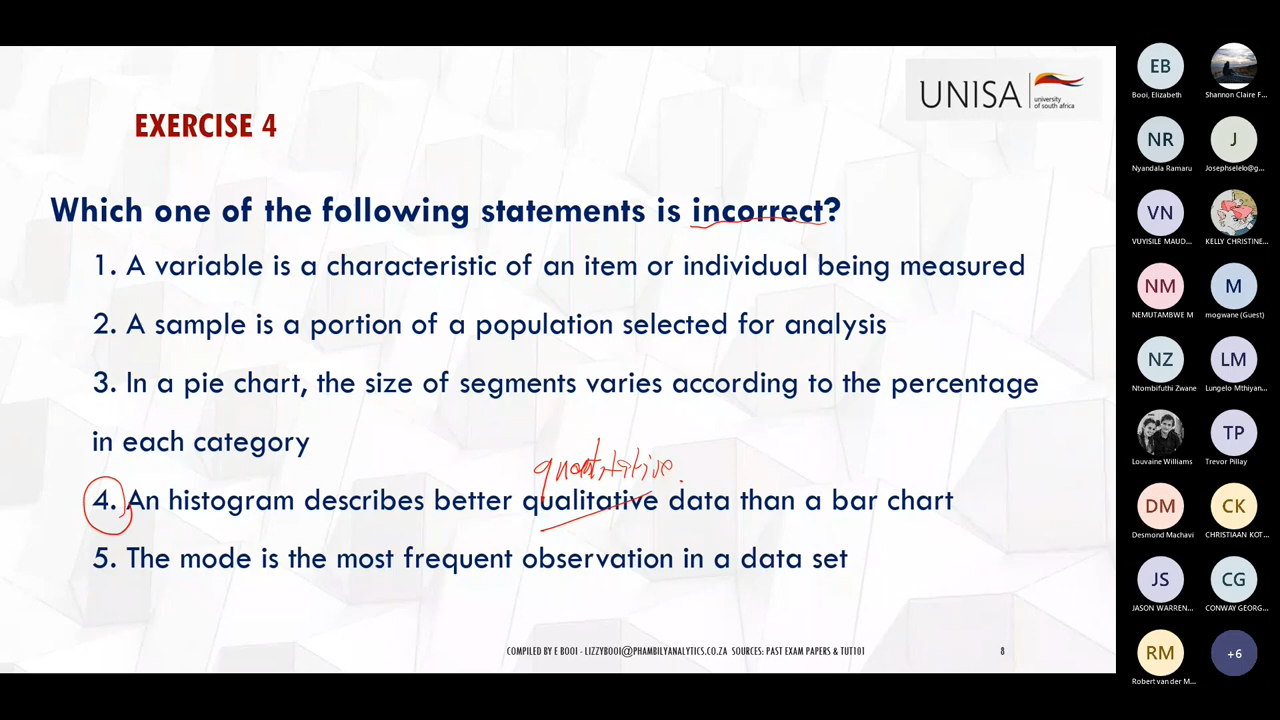 UNISA
university
of south africa
EXERCISE 4
Which one of the following statements is incorrect?
1. A variable is a characteristic of an item or individual being measured
2. A sample is a portion of a population selected for analysis
3. In a pie chart, the size of segments varies according to the percentage
in each category
quantitative.
4. An histogram describes better qualitative data than a bar chart
5. The mode is the most frequent observation in a data set
COMPILED BY E BOOI - LIZZYBOOI@PHAMBILYANALYTICS.CO.ZA SOURCES: PAST EXAM PAPERS & TUT101
8
EB
Booi, Elizabeth
Shannon Claire F...
NR
J
Nyandala Ramaru
Josephselelo@g...
VN
VUYISILE MAUD...
KELLY CHRISTINE...
NM
M
NEMUTAMBWE M
mogwane (Guest)
NZ
LM
Ntombifuthi Zwane
Lungelo Mthiyan...
TP
Louvaine Williams
Trevor Pillay
DM
CK
Desmond Machavi
CHRISTIAAN KOT...
JS
CG
JASON WARREN...
CONWAY GEORG...
RM
+6
Robert van der M...